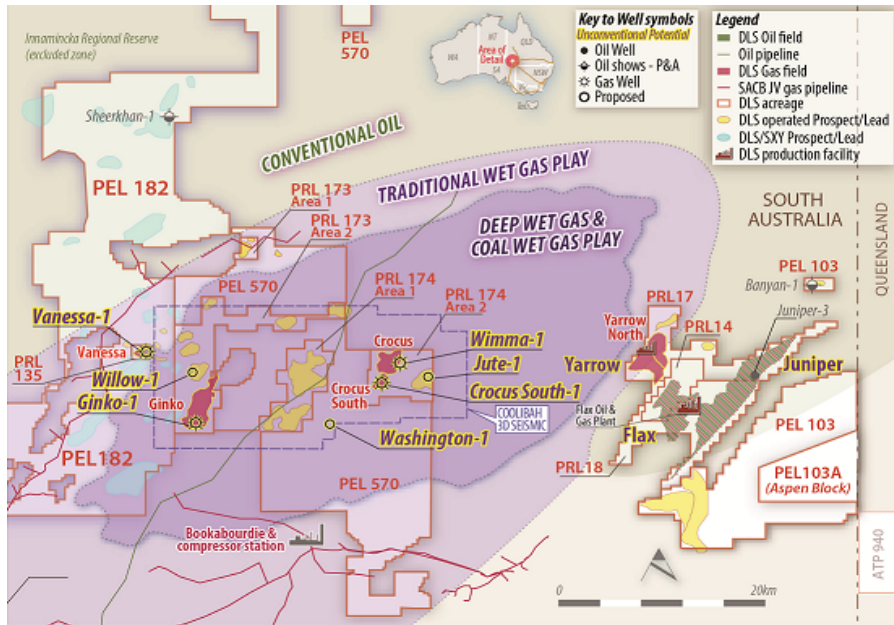 Innamincka Regional Reserve
(excluded zone)
PEL
570
WA
NT
QLD
SA
NSW
Area of
Detail
Key to Well symbols
Unconventional Potential
Oil Well
Oil shows - P&A
Gas Well
Proposed
Legend
DLS Oil field
Oil pipeline
DLS Gas field
SACB JV gas pipeline
DLS acreage
DLS operated Prospect/Lead
DLS/SXY Prospect/Lead
DLS production facility
Sheerkhan-1
CONVENTIONAL OIL
TRADITIONAL WET GAS PLAY
DEEP WET GAS &
COAL WET GAS PLAY
PEL 182
PRL 173
Area 1
PRL 173
Area 2
SOUTH
AUSTRALIA
QUEENSLAND
PEL 570
PRL 174
Area 1
PRL 174
Area 2
PEL 103
Banyan-1
Juniper-3
PRL17
PRL14
Yarrow
North
Yarrow
Juniper
Vanessa-1
Vanessa
PRL
135
Willow-1
Ginko-1
Ginko
Crocus
Wimma-1
Jute-1
Crocus
South
Crocus South-1
COOLIBAH
3D SEISMIC
Washington-1
Flax Oil &
Gas Plant
Flax
PEL 103
PEL103A
(Aspen Block)
PRL18
PEL182
PEL 570
Bookabourdie &
compressor station
0
20km
ATP 940